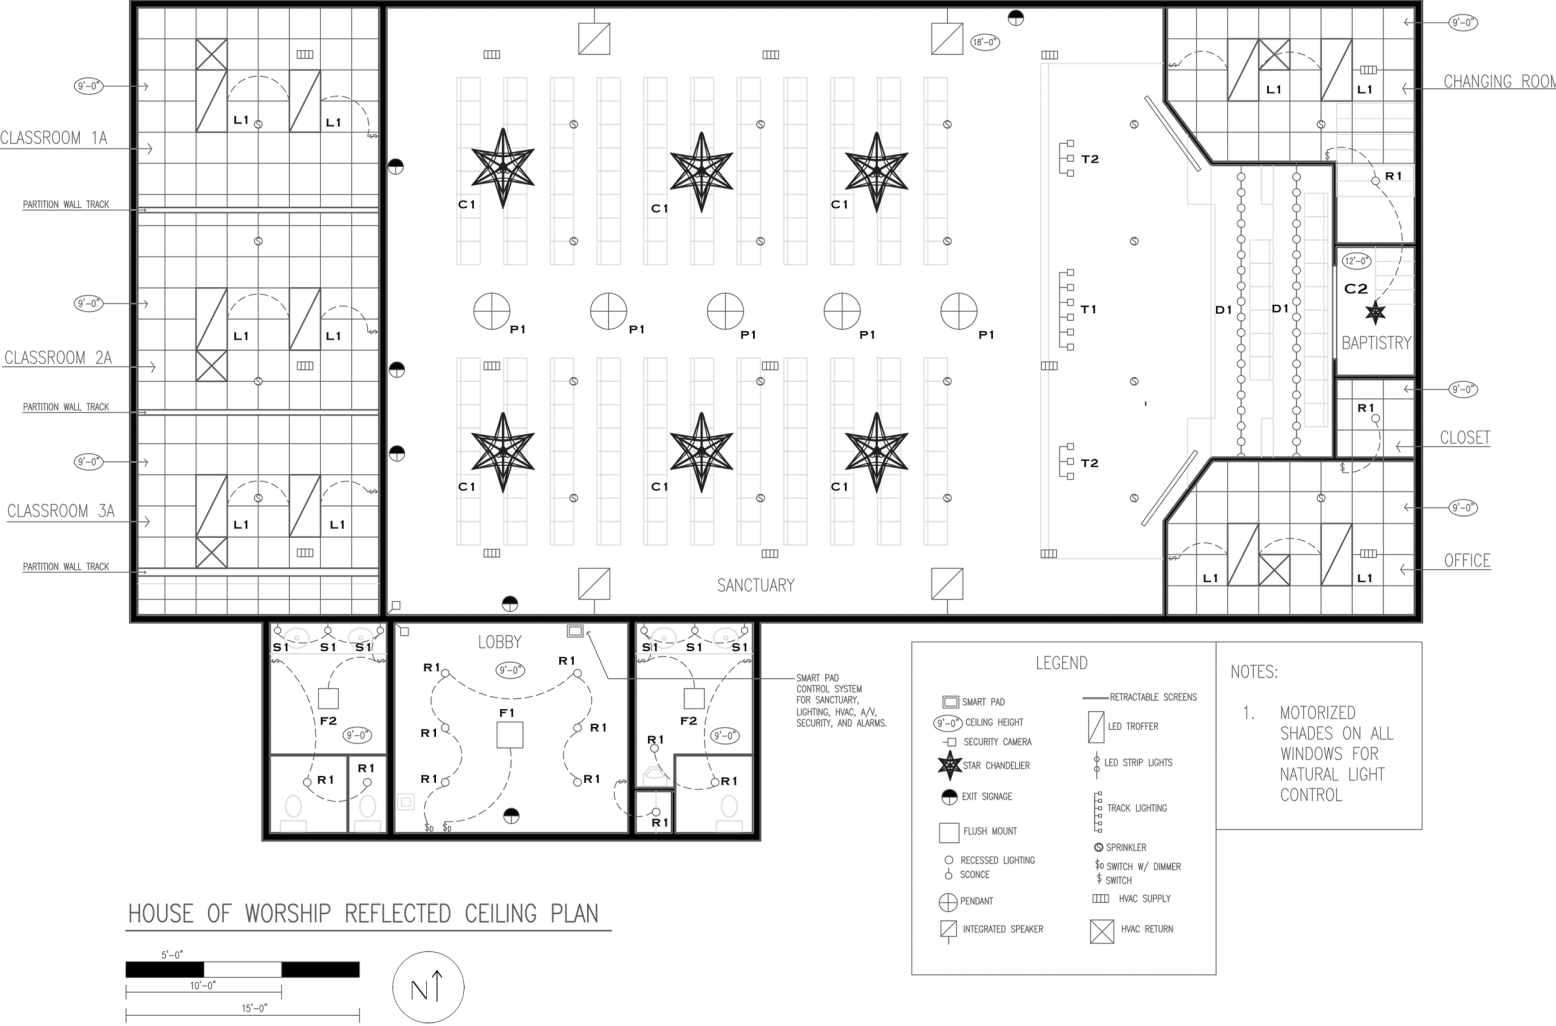 9'-0"
18'-0"
9'-0"
CHANGING ROOM
L1
L1
L1
L1
CLASSROOM 1A
T2
R1
C1
C1
C1
PARTITION WALL TRACK
12'-0"
C2
9'-0"
L1
L1
P1
P1
P1
P1
P1
T1
D1
D1
BAPTISTRY
CLASSROOM 2A
9'-0"
PARTITION WALL TRACK
R1
CLOSET
9'-0"
T2
C1
C1
C1
CLASSROOM 3A
L1
L1
9'-0"
OFFICE
PARTITION WALL TRACK
L1
L1
SANCTUARY
S1
S1
S1
LOBBY
S1
S1
S1
R1
9'-0"
R1
F2
9'-0"
F1
R1
R1
F2
9'-0"
R1
R1
R1
R1
R1
R1
R1
$D
$D
SMART PAD
CONTROL SYSTEM
FOR SANCTUARY,
LIGHTING, HVAC, A/V,
SECURITY, AND ALARMS.
LEGEND
SMART PAD
9'-0" CEILING HEIGHT
SECURITY CAMERA
STAR CHANDELIER
EXIT SIGNAGE
FLUSH MOUNT
RECESSED LIGHTING
SCONCE
PENDANT
INTEGRATED SPEAKER
RETRACTABLE SCREENS
LED TROFFER
LED STRIP LIGHTS
TRACK LIGHTING
SPRINKLER
$D SWITCH W/ DIMMER
$ SWITCH
HVAC SUPPLY
HVAC RETURN
NOTES:
1. MOTORIZED
SHADES ON ALL
WINDOWS FOR
NATURAL LIGHT
CONTROL
HOUSE OF WORSHIP REFLECTED CEILING PLAN
5'-0"
10'-0"
15'-0"
N